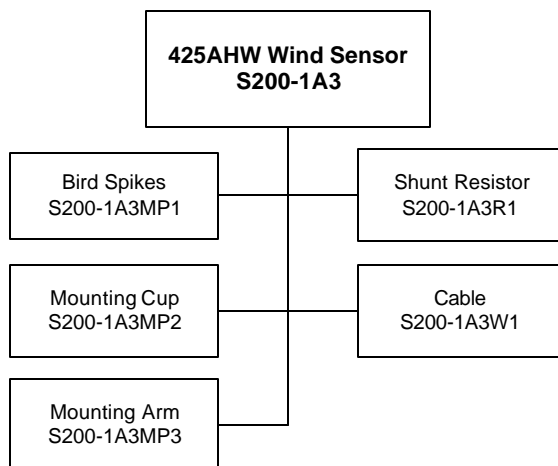 425AHW Wind Sensor
S200-1A3
Bird Spikes
S200-1A3MP1
Shunt Resistor
S200-1A3R1
Mounting Cup
S200-1A3MP2
Cable
S200-1A3W1
Mounting Arm
S200-1A3MP3